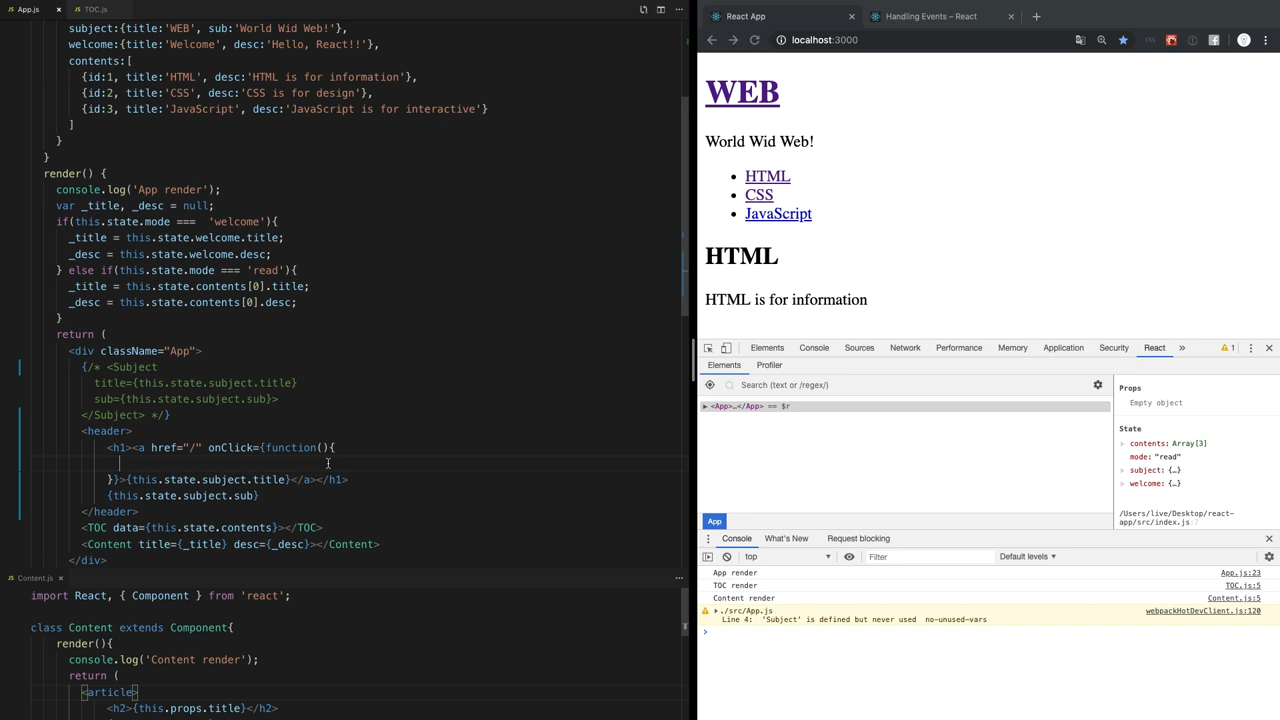 App.js × TOC.js
subject:{title:'WEB', sub:'World Wid Web!'},
welcome:{title:'Welcome', desc:'Hello, React!!'},
contents:[
{id:1, title:'HTML', desc:'HTML is for information'},
{id:2, title:'CSS', desc:'CSS is for design'},
{id:3, title:'JavaScript', desc:'JavaScript is for interactive'}
]
}
}
render() {
console.log('App render');
var _title, _desc = null;
if(this.state.mode ===  'welcome'){
_title = this.state.welcome.title;
_desc = this.state.welcome.desc;
} else if(this.state.mode === 'read'){
_title = this.state.contents[0].title;
_desc = this.state.contents[0].desc;
}
return (
<div className="App">
{/* <Subject
title={this.state.subject.title}
sub={this.state.subject.sub}>
</Subject> */}
<header>
<h1><a href="/" onClick={function(){
}}>{this.state.subject.title}</a></h1>
{this.state.subject.sub}
</header>
<TOC data={this.state.contents}></TOC>
<Content title={_title} desc={_desc}></Content>
</div>
Content.js ×
import React, { Component } from 'react';
class Content extends Component{
render(){
console.log('Content render');
return (
<article>
<h2>{this.props.title}</h2>
React App × Handling Events – React × +
localhost:3000
WEB
World Wid Web!
• HTML
• CSS
• JavaScript
HTML
HTML is for information
Elements Console Sources Network Performance Memory Application Security React » 1
Elements Profiler
Search (text or /regex/)
<App>…</App> == $r
Props
Empty object
State
contents: Array[3]
mode: "read"
subject: {…}
welcome: {…}
/Users/live/Desktop/react-
app/src/index.js:7
App
Console What's New Request blocking
top Filter Default levels
App render App.js:23
TOC render TOC.js:5
Content render Content.js:5
./src/App.js webpackHotDevClient.js:120
Line 4:  'Subject' is defined but never used  no-unused-vars